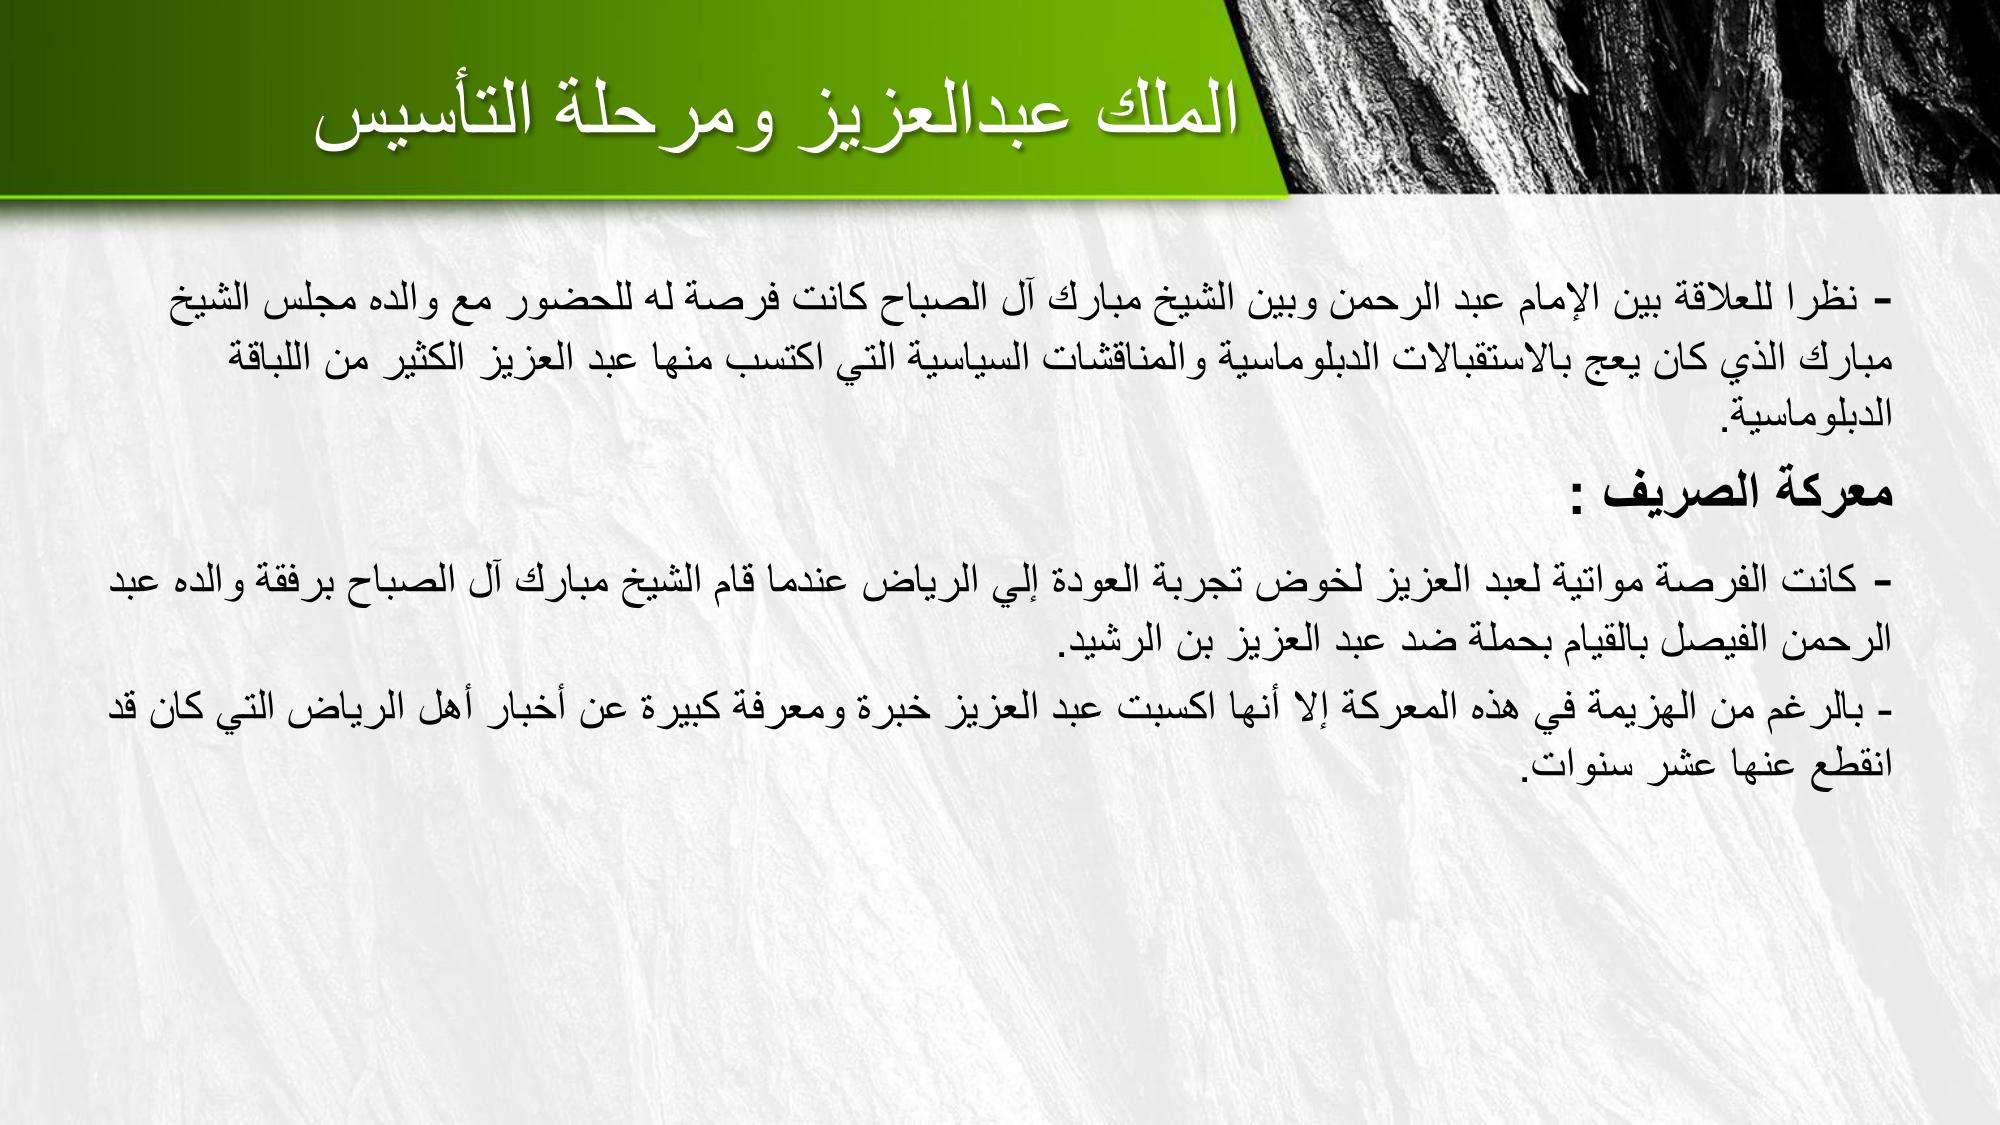 الملك عبدالعزيز ومرحلة التأسيس
- نظرا للعلاقة بين الإمام عبد الرحمن وبين الشيخ مبارك آل الصباح كانت فرصة له للحضور مع والده مجلس الشيخ
مبارك الذي كان يعج بالاستقبالات الدبلوماسية والمناقشات السياسية التي اكتسب منها عبد العزيز الكثير من اللباقة
الدبلوماسية.
معركة الصريف :
- كانت الفرصة مواتية لعبد العزيز لخوض تجربة العودة إلي الرياض عندما قام الشيخ مبارك آل الصباح برفقة والده عبد
الرحمن الفيصل بالقيام بحملة ضد عبد العزيز بن الرشيد.
- بالرغم من الهزيمة في هذه المعركة إلا أنها اكسبت عبد العزيز خبرة ومعرفة كبيرة عن أخبار أهل الرياض التي كان قد
انقطع عنها عشر سنوات.